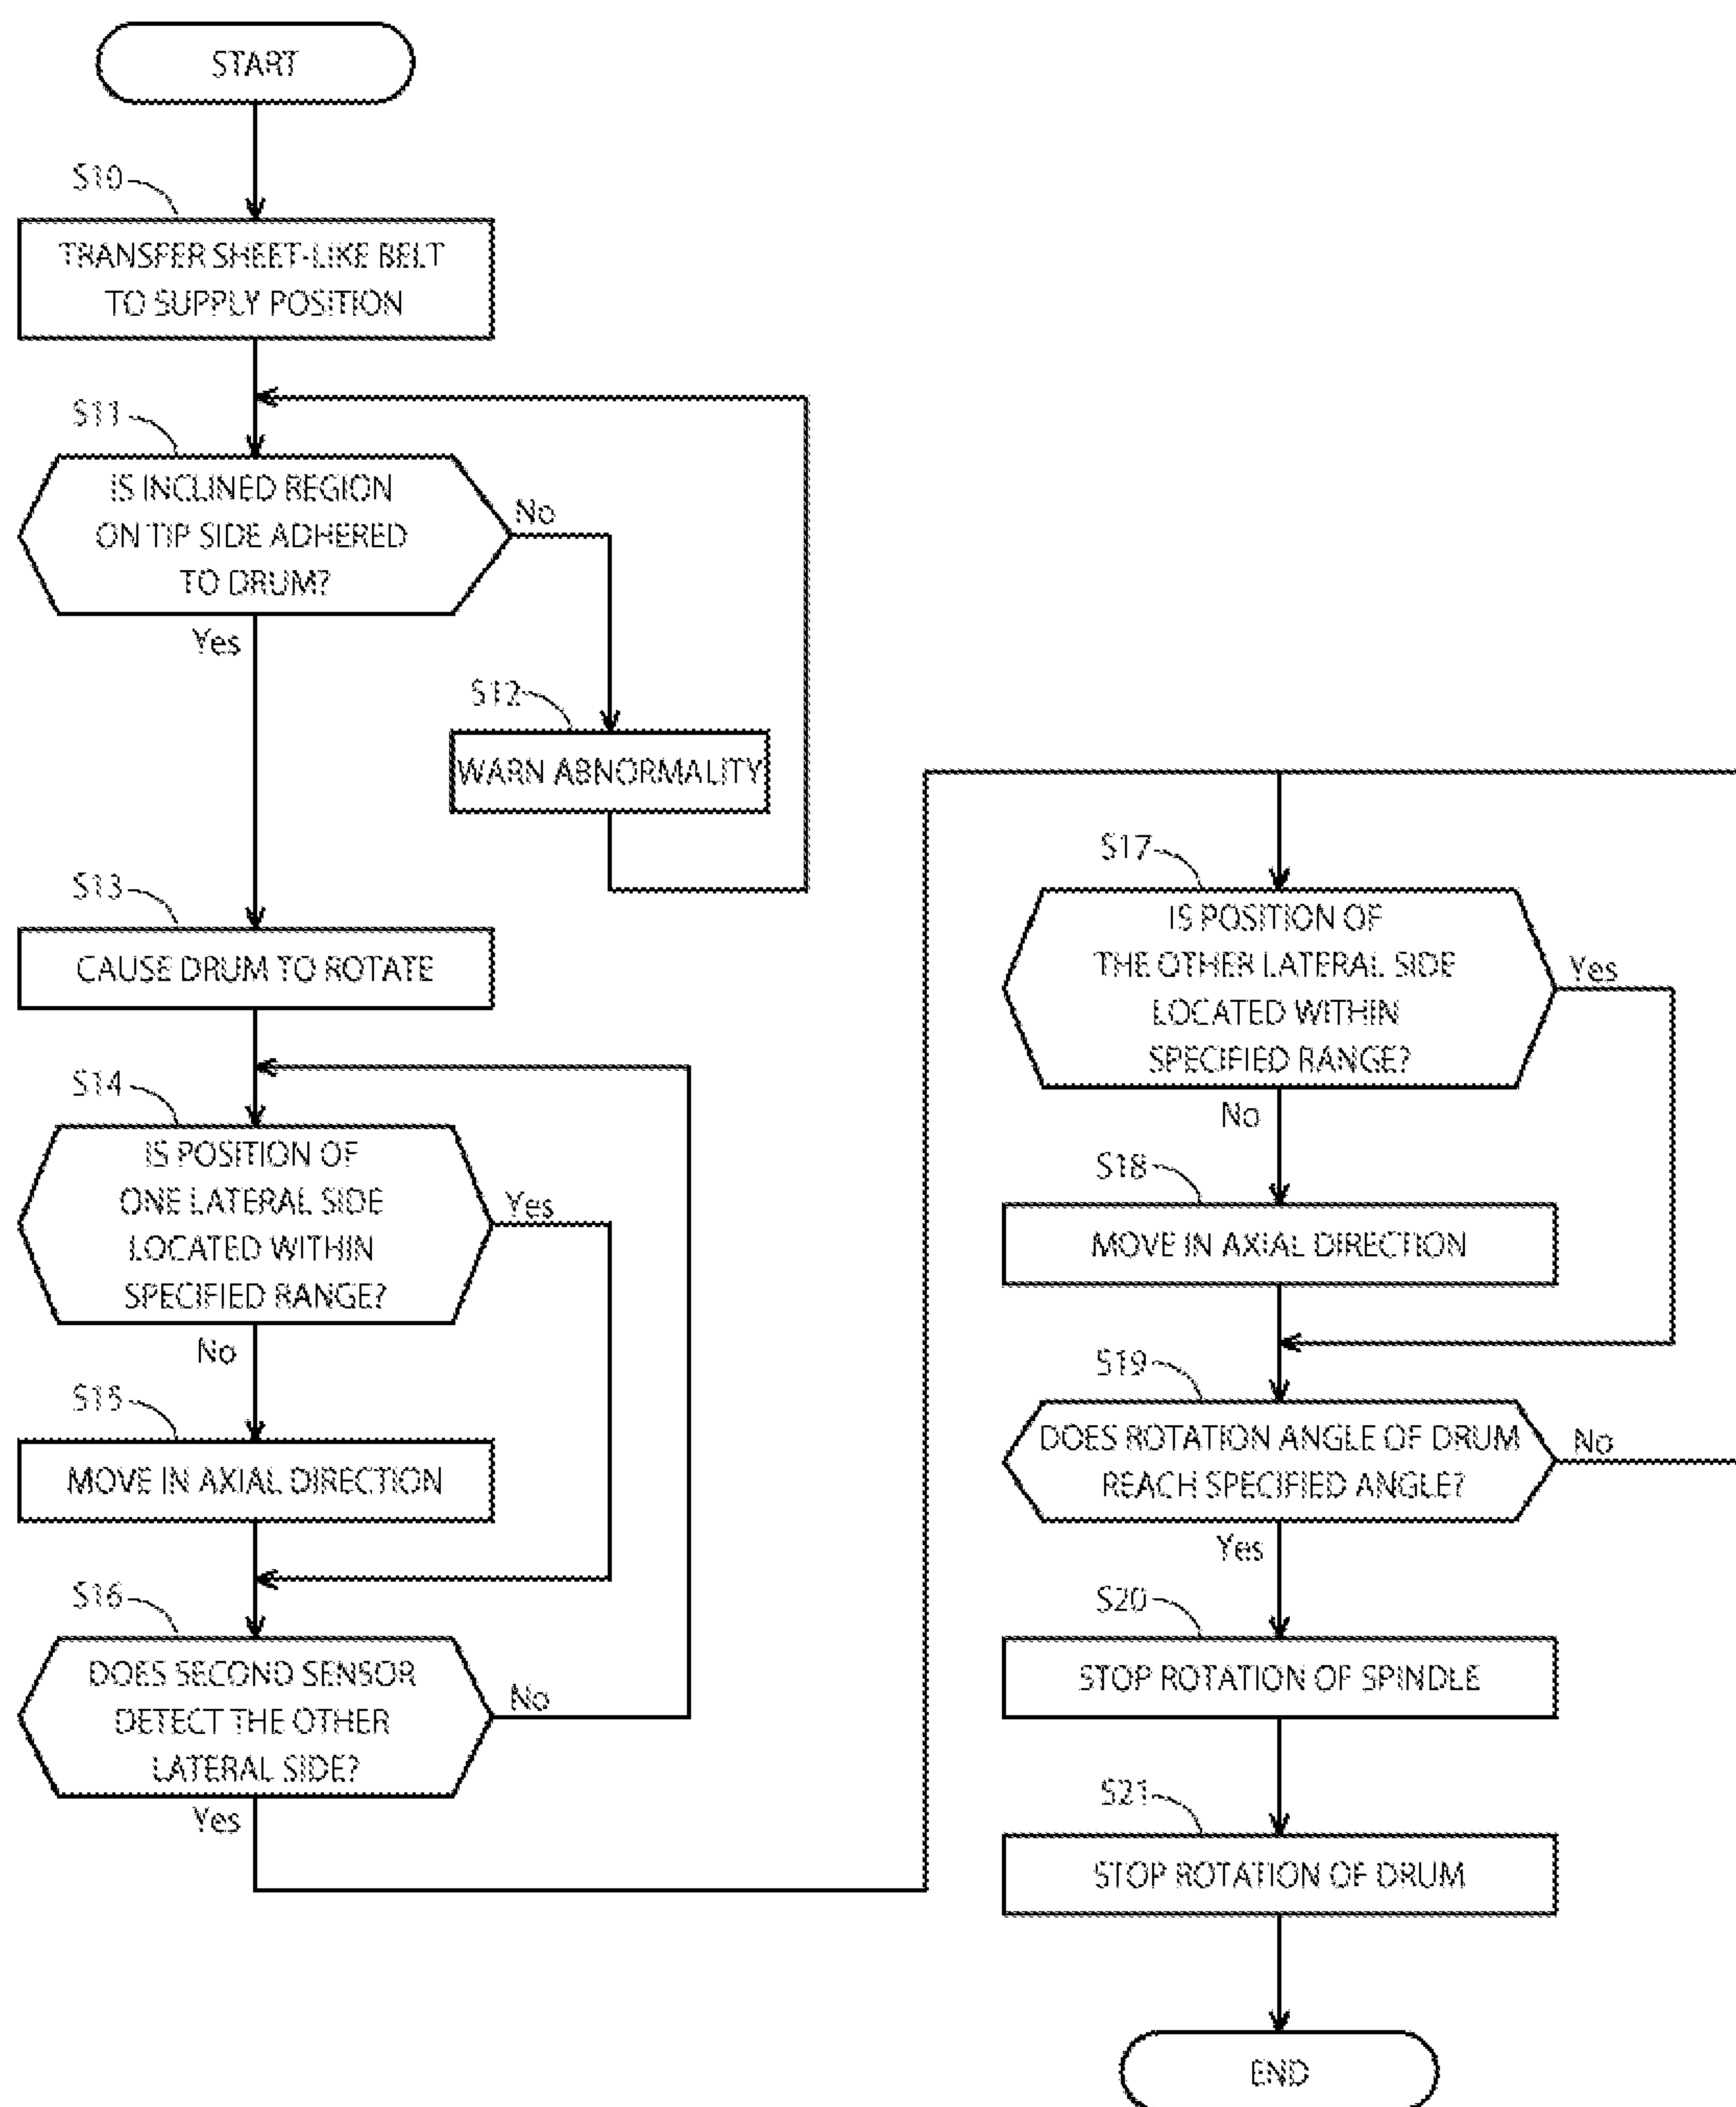 START
S10
TRANSFER SHEET-LIKE BELT
TO SUPPLY POSITION
S11
IS INCLINED REGION
ON TIP SIDE ADHERED
TO DRUM?
No
Yes
S12
WARN ABNORMALITY
S13
CAUSE DRUM TO ROTATE
S14
IS POSITION OF
ONE LATERAL SIDE
LOCATED WITHIN
SPECIFIED RANGE?
Yes
No
S15
MOVE IN AXIAL DIRECTION
S16
DOES SECOND SENSOR
DETECT THE OTHER
LATERAL SIDE?
No
Yes
S17
IS POSITION OF
THE OTHER LATERAL SIDE
LOCATED WITHIN
SPECIFIED RANGE?
Yes
No
S18
MOVE IN AXIAL DIRECTION
S19
DOES ROTATION ANGLE OF DRUM
REACH SPECIFIED ANGLE?
No
Yes
S20
STOP ROTATION OF SPINDLE
S21
STOP ROTATION OF DRUM
END